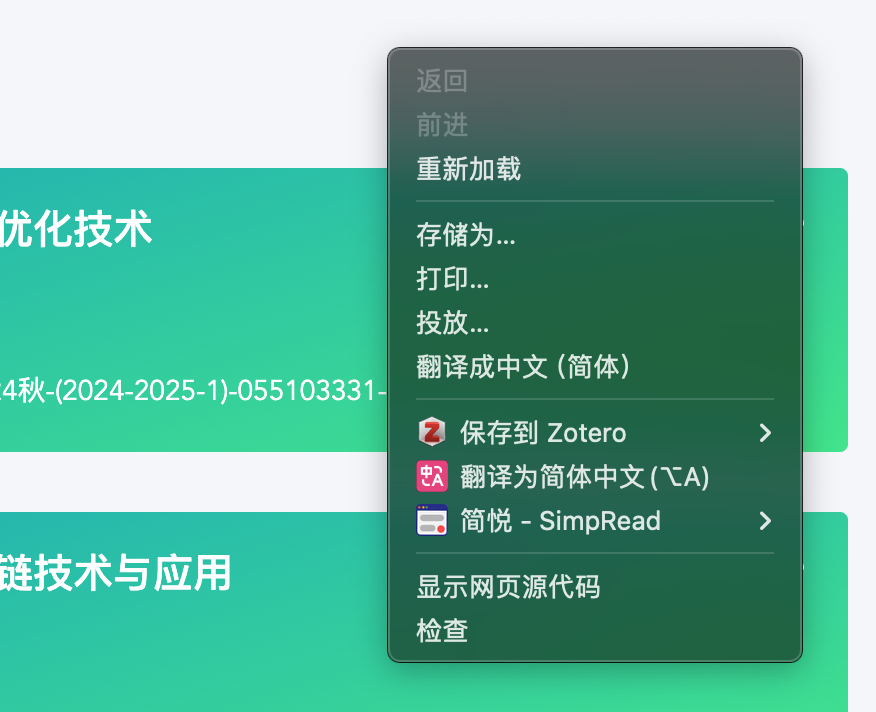 返回
前进
重新加载
优化技术
存储为...
打印...
投放...
翻译成中文 (简体)
4秋-(2024-2025-1)-055103331-
保存到 Zotero
翻译为简体中文(⌥A)
简悦 - SimpRead
链技术与应用
显示网页源代码
检查